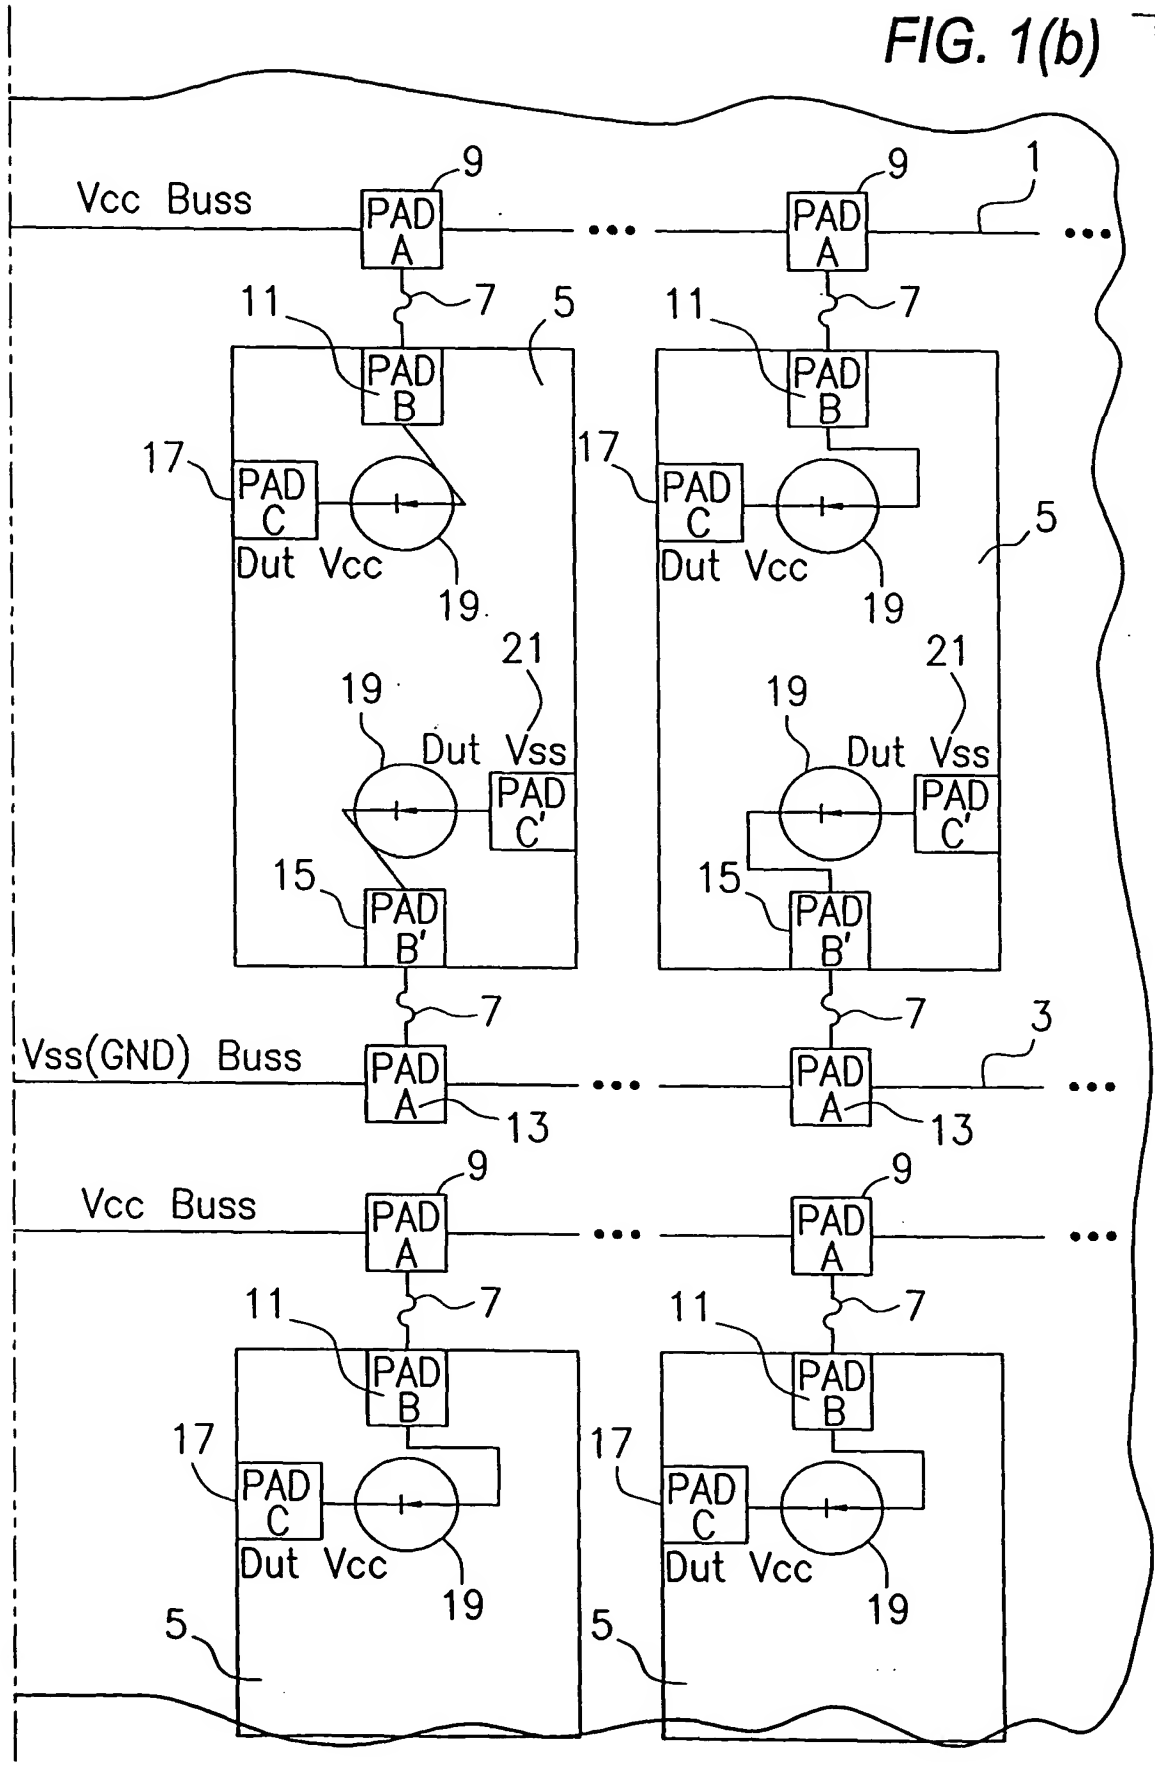 FIG. 1(b)
9
9
1
Vcc Buss
PAD
A
PAD
A
11
7
5
11
7
PAD
B
PAD
B
17
17
PAD
C
PAD
C
5
Dut Vcc
Dut Vcc
19
19
21
21
19
19
Dut Vss
Dut Vss
PAD
C'
PAD
C'
15
15
PAD
B'
PAD
B'
7
7
3
Vss(GND) Buss
PAD
A
PAD
A
13
13
9
9
Vcc Buss
PAD
A
PAD
A
11
7
11
7
PAD
B
PAD
B
17
17
PAD
C
PAD
C
Dut Vcc
Dut Vcc
19
19
5
5